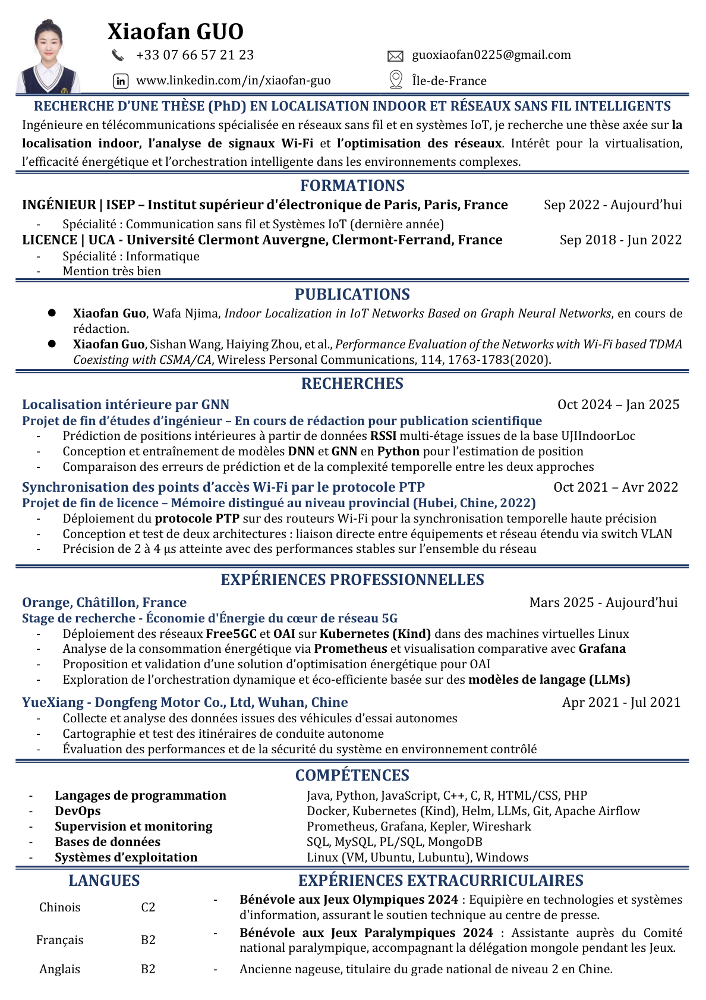 Xiaofan GUO
+33 07 66 57 21 23
guoxiaofan0225@gmail.com
in
www.linkedin.com/in/xiaofan-guo
Île-de-France
RECHERCHE D’UNE THÈSE (PhD) EN LOCALISATION INDOOR ET RÉSEAUX SANS FIL INTELLIGENTS
Ingénieure en télécommunications spécialisée en réseaux sans fil et en systèmes IoT, je recherche une thèse axée sur la
localisation indoor, l’analyse de signaux Wi-Fi et l’optimisation des réseaux. Intérêt pour la virtualisation,
l’efficacité énergétique et l’orchestration intelligente dans les environnements complexes.
FORMATIONS
INGÉNIEUR | ISEP – Institut supérieur d'électronique de Paris, Paris, France Sep 2022 - Aujourd’hui
- Spécialité : Communication sans fil et Systèmes IoT (dernière année)
LICENCE | UCA - Université Clermont Auvergne, Clermont-Ferrand, France Sep 2018 - Jun 2022
- Spécialité : Informatique
- Mention très bien
PUBLICATIONS
● Xiaofan Guo, Wafa Njima, Indoor Localization in IoT Networks Based on Graph Neural Networks, en cours de
rédaction.
● Xiaofan Guo, Sishan Wang, Haiying Zhou, et al., Performance Evaluation of the Networks with Wi-Fi based TDMA
Coexisting with CSMA/CA, Wireless Personal Communications, 114, 1763-1783(2020).
RECHERCHES
Localisation intérieure par GNN Oct 2024 – Jan 2025
Projet de fin d’études d’ingénieur – En cours de rédaction pour publication scientifique
- Prédiction de positions intérieures à partir de données RSSI multi-étage issues de la base UJIIndoorLoc
- Conception et entraînement de modèles DNN et GNN en Python pour l’estimation de position
- Comparaison des erreurs de prédiction et de la complexité temporelle entre les deux approches
Synchronisation des points d’accès Wi-Fi par le protocole PTP Oct 2021 – Avr 2022
Projet de fin de licence – Mémoire distingué au niveau provincial (Hubei, Chine, 2022)
- Déploiement du protocole PTP sur des routeurs Wi-Fi pour la synchronisation temporelle haute précision
- Conception et test de deux architectures : liaison directe entre équipements et réseau étendu via switch VLAN
- Précision de 2 à 4 µs atteinte avec des performances stables sur l’ensemble du réseau
EXPÉRIENCES PROFESSIONNELLES
Orange, Châtillon, France Mars 2025 - Aujourd’hui
Stage de recherche - Économie d'Énergie du cœur de réseau 5G
- Déploiement des réseaux Free5GC et OAI sur Kubernetes (Kind) dans des machines virtuelles Linux
- Analyse de la consommation énergétique via Prometheus et visualisation comparative avec Grafana
- Proposition et validation d’une solution d’optimisation énergétique pour OAI
- Exploration de l’orchestration dynamique et éco-efficiente basée sur des modèles de langage (LLMs)
YueXiang - Dongfeng Motor Co., Ltd, Wuhan, Chine Apr 2021 - Jul 2021
- Collecte et analyse des données issues des véhicules d’essai autonomes
- Cartographie et test des itinéraires de conduite autonome
- Évaluation des performances et de la sécurité du système en environnement contrôlé
COMPÉTENCES
- Langages de programmation Java, Python, JavaScript, C++, C, R, HTML/CSS, PHP
- DevOps Docker, Kubernetes (Kind), Helm, LLMs, Git, Apache Airflow
- Supervision et monitoring Prometheus, Grafana, Kepler, Wireshark
- Bases de données SQL, MySQL, PL/SQL, MongoDB
- Systèmes d’exploitation Linux (VM, Ubuntu, Lubuntu), Windows
LANGUES
Chinois C2
Français B2
Anglais B2
EXPÉRIENCES EXTRACURRICULAIRES
- Bénévole aux Jeux Olympiques 2024 : Equipière en technologies et systèmes
d'information, assurant le soutien technique au centre de presse.
- Bénévole aux Jeux Paralympiques 2024 : Assistante auprès du Comité
national paralympique, accompagnant la délégation mongole pendant les Jeux.
- Ancienne nageuse, titulaire du grade national de niveau 2 en Chine.